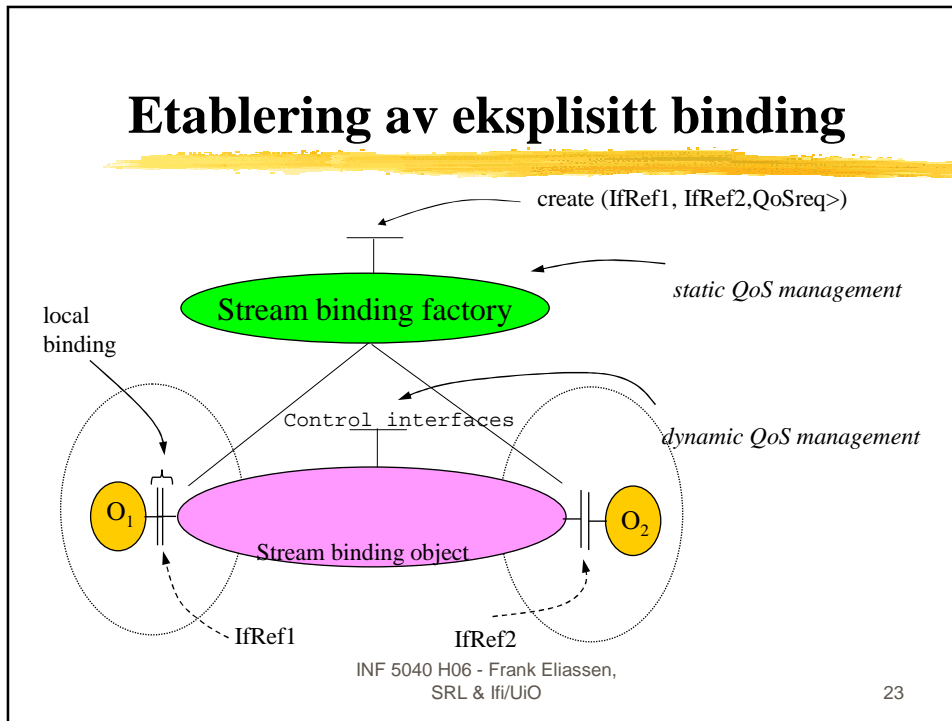 Etablering av eksplisitt binding
create (IfRef1, IfRef2,QoSreq>)
Stream binding factory
static QoS management
local
binding
Control interfaces
dynamic QoS management
O1
O2
Stream binding object
IfRef1
IfRef2
INF 5040 H06 - Frank Eliassen,
SRL & Ifi/UiO
23